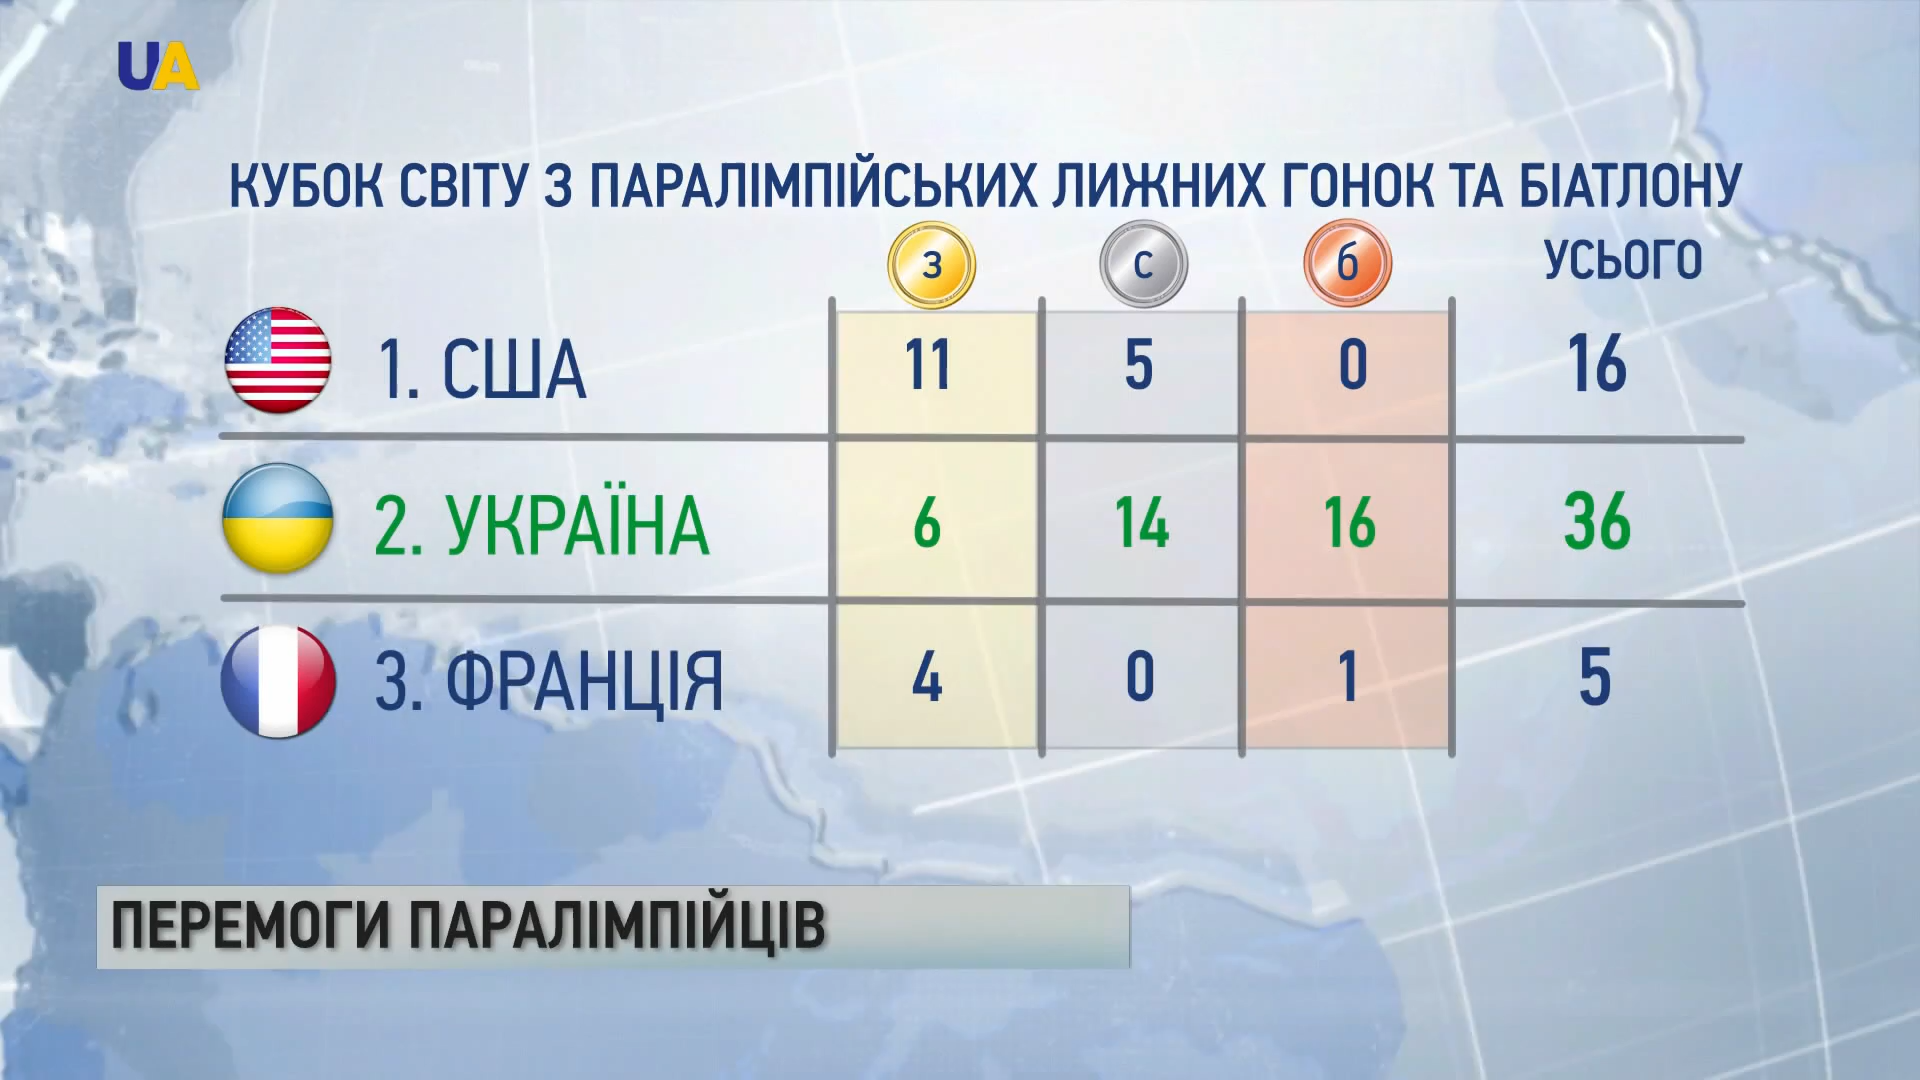 UA
КУБОК СВІТУ З ПАРАЛІМПІЙСЬКИХ ЛИЖНИХ ГОНОК ТА БІАТЛОНУ
з с б УСЬОГО
1. США 11 5 0 16
2. УКРАЇНА 6 14 16 36
3. ФРАНЦІЯ 4 0 1 5
ПЕРЕМОГИ ПАРАЛІМПІЙЦІВ